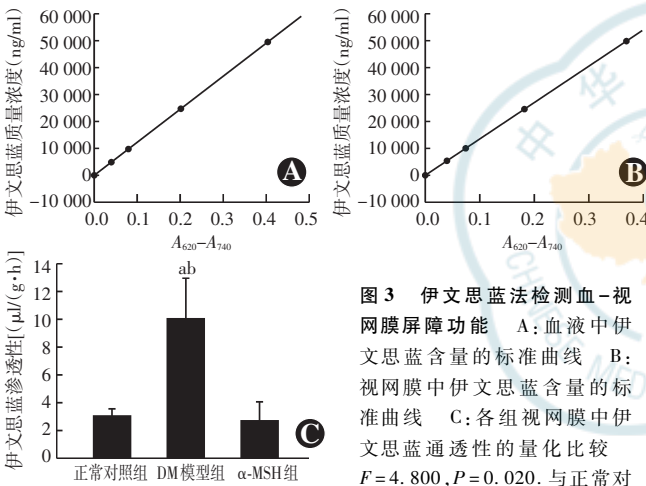 60 000
50 000
40 000
30 000
20 000
10 000
0
-10 000
伊文思蓝质量浓度(ng/ml)
0.0 0.1 0.2 0.3 0.4 0.5
A₆₂₀-A₇₄₀
A
60 000
50 000
40 000
30 000
20 000
10 000
0
-10 000
伊文思蓝质量浓度(ng/ml)
0.0 0.1 0.2 0.3 0.4
A₆₂₀-A₇₄₀
B
14
12
10
8
6
4
2
0
伊文思蓝渗透性[(μl/(g·h)]
ab
正常对照组 DM模型组 α-MSH组
C
图3 伊文思蓝法检测血-视
网膜屏障功能 A:血液中伊
文思蓝含量的标准曲线 B:
视网膜中伊文思蓝含量的标
准曲线 C:各组视网膜中伊
文思蓝通透性的量化比较
F=4.800,P=0.020.与正常对
中华
CHINESE MED